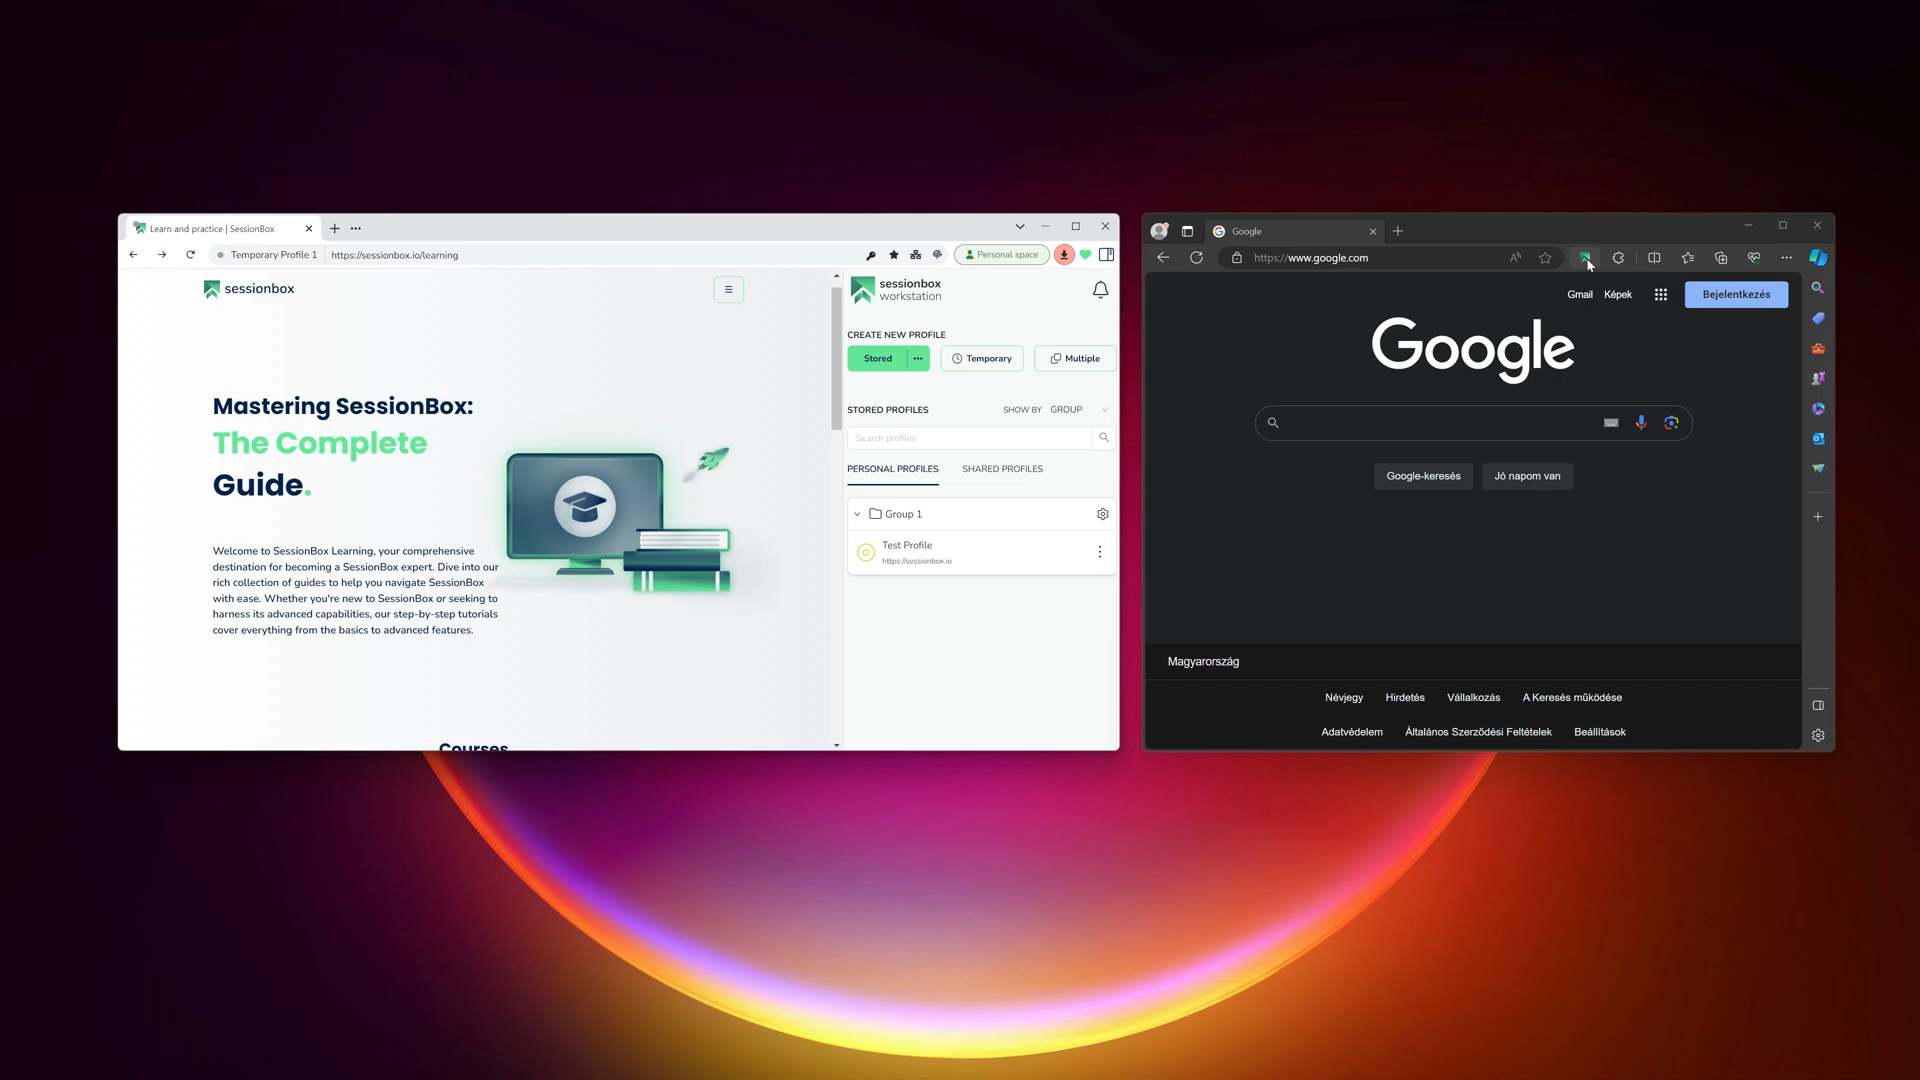 Learn and practice | SessionBox
Temporary Profile 1
https://sessionbox.io/learning
Personal space
sessionbox
Mastering SessionBox:
The Complete
Guide.
Welcome to SessionBox Learning, your comprehensive
destination for becoming a SessionBox expert. Dive into our
rich collection of guides to help you navigate SessionBox
with ease. Whether you're new to SessionBox or seeking to
harness its advanced capabilities, our step-by-step tutorials
cover everything from the basics to advanced features.
Courses
sessionbox
workstation
CREATE NEW PROFILE
Stored
Temporary
Multiple
STORED PROFILES
SHOW BY GROUP
Search profiles
PERSONAL PROFILES
SHARED PROFILES
Group 1
Test Profile
https://sessionbox.io
Google
https://www.google.com
Gmail Képek
Bejelentkezés
Google
Google-keresés
Jó napom van
Magyarország
Névjegy Hirdetés Vállalkozás A Keresés működése
Adatvédelem Általános Szerződési Feltételek Beállítások